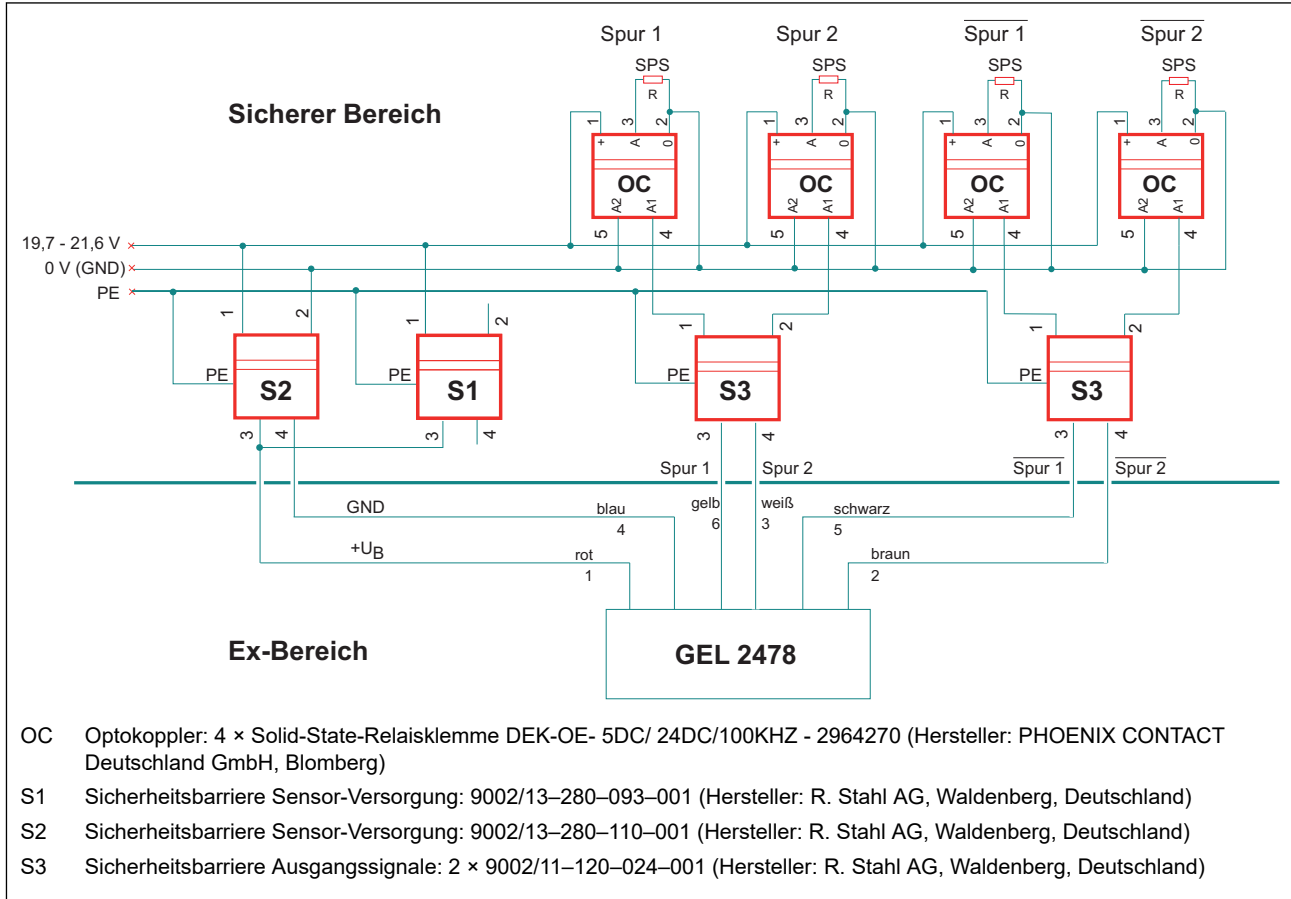 Spur 1 Spur 2 Spur 1 Spur 2
SPS SPS SPS SPS
R R R R
Sicherer Bereich
1 3 2 1 3 2 1 3 2 1 3 2
+ A 0 + A 0 + A 0 + A 0
OC OC OC OC
A2 A1 A2 A1 A2 A1 A2 A1
5 4 5 4 5 4 5 4
19,7 - 21,6 V
0 V (GND)
PE
1 2 1 2 1 2 1 2
PE S2 PE S1 PE S3 PE S3
3 4 3 4 3 4 3 4
Spur 1 Spur 2 Spur 1 Spur 2
GND blau gelb weiß schwarz
4 6 3 5
+UB rot braun
1 2
Ex-Bereich
GEL 2478
OC Optokoppler: 4 × Solid-State-Relaisklemme DEK-OE- 5DC/ 24DC/100KHZ - 2964270 (Hersteller: PHOENIX CONTACT
Deutschland GmbH, Blomberg)
S1 Sicherheitsbarriere Sensor-Versorgung: 9002/13–280–093–001 (Hersteller: R. Stahl AG, Waldenberg, Deutschland)
S2 Sicherheitsbarriere Sensor-Versorgung: 9002/13–280–110–001 (Hersteller: R. Stahl AG, Waldenberg, Deutschland)
S3 Sicherheitsbarriere Ausgangssignale: 2 × 9002/11–120–024–001 (Hersteller: R. Stahl AG, Waldenberg, Deutschland)